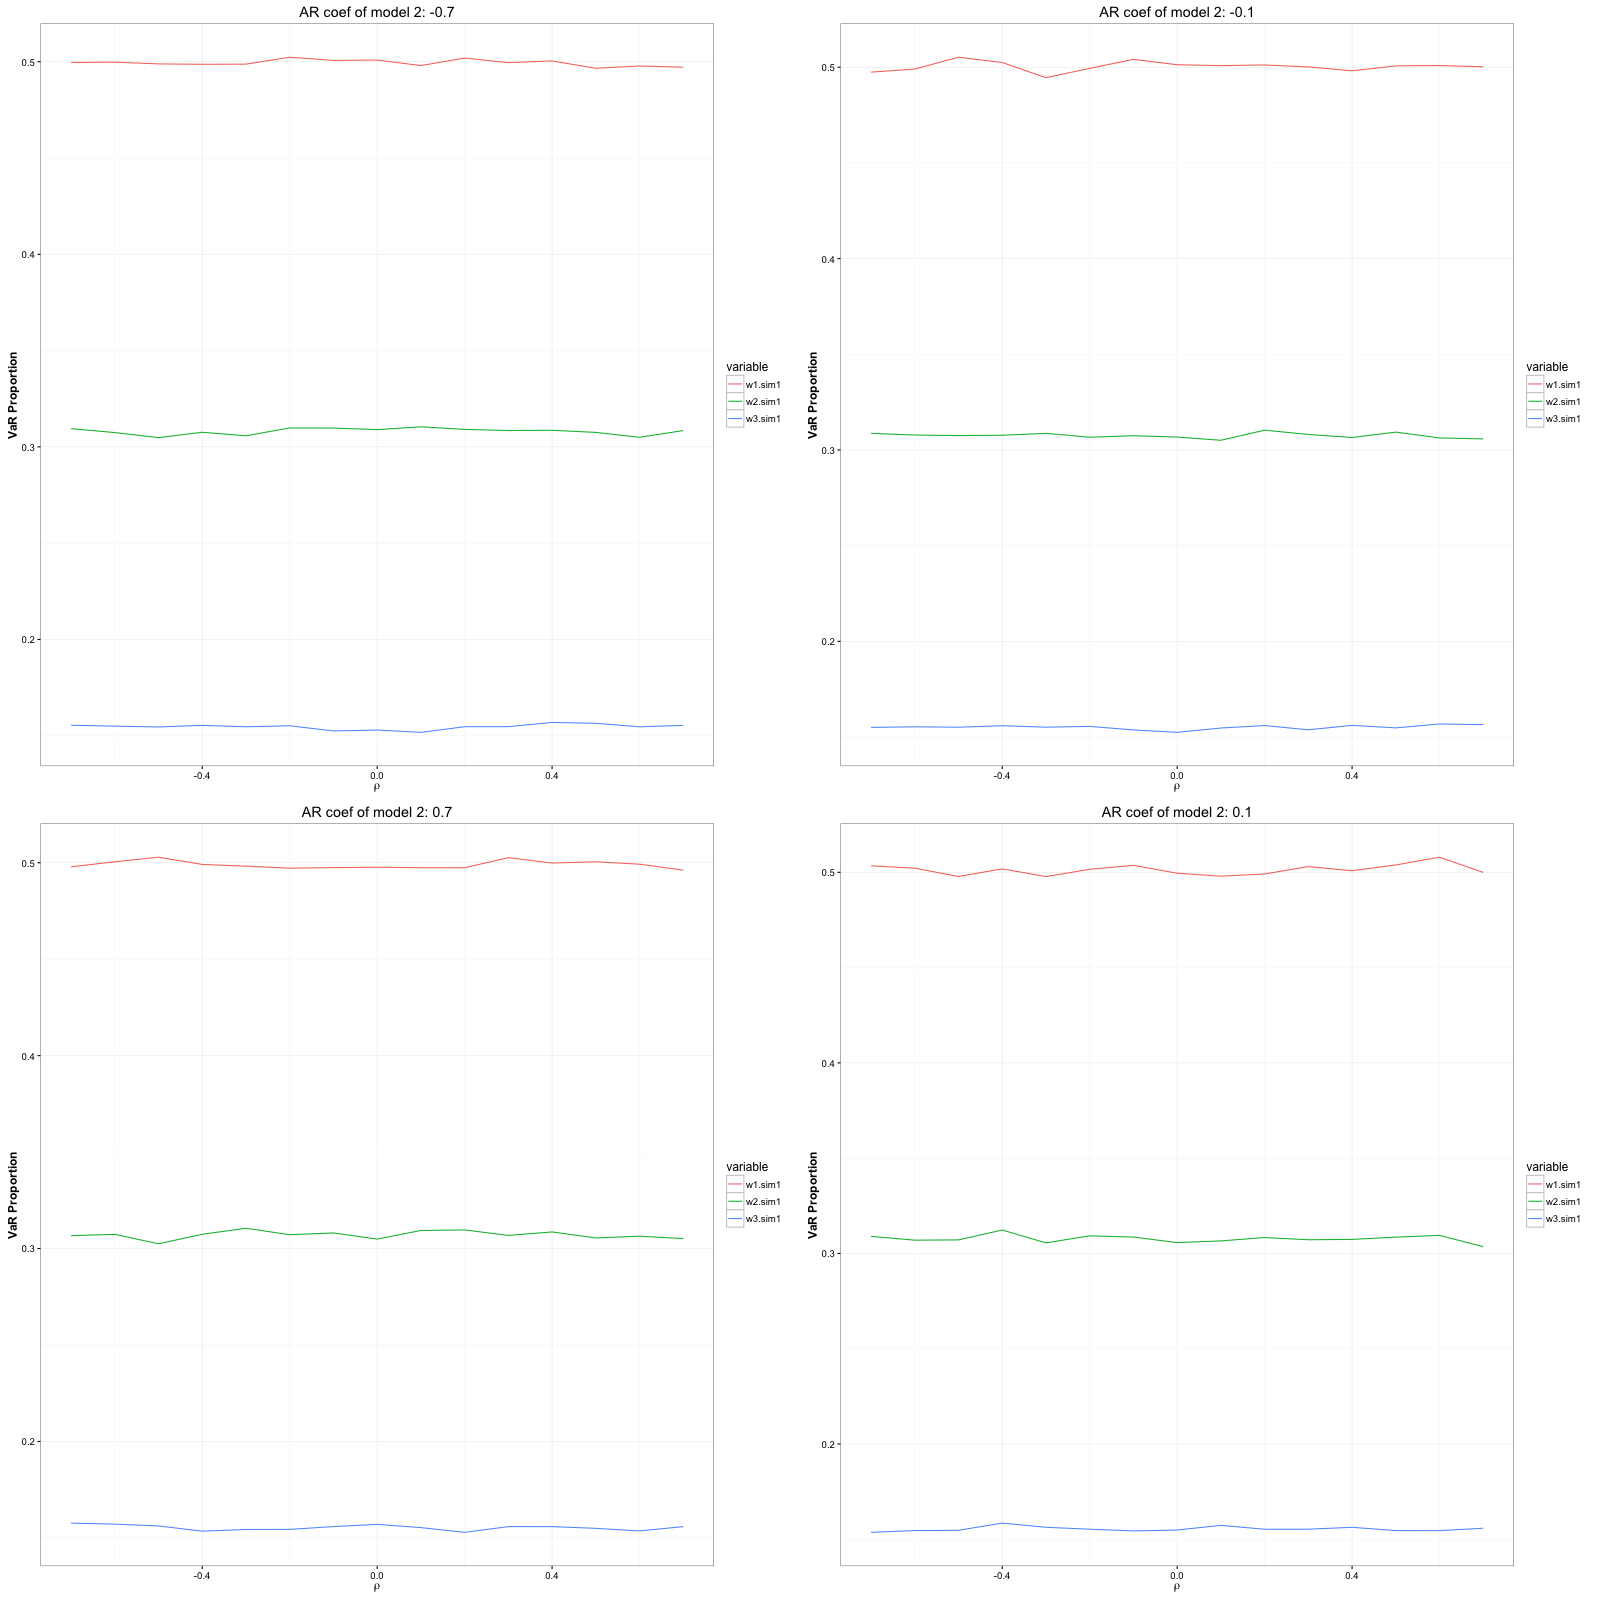 AR coef of model 2: -0.7
0.5
0.4
0.3
0.2
VaR Proportion
-0.4 0.0 0.4
ρ
variable
w1.sim1
w2.sim1
w3.sim1
AR coef of model 2: -0.1
0.5
0.4
0.3
0.2
VaR Proportion
-0.4 0.0 0.4
ρ
variable
w1.sim1
w2.sim1
w3.sim1
AR coef of model 2: 0.7
0.5
0.4
0.3
0.2
VaR Proportion
-0.4 0.0 0.4
ρ
variable
w1.sim1
w2.sim1
w3.sim1
AR coef of model 2: 0.1
0.5
0.4
0.3
0.2
VaR Proportion
-0.4 0.0 0.4
ρ
variable
w1.sim1
w2.sim1
w3.sim1